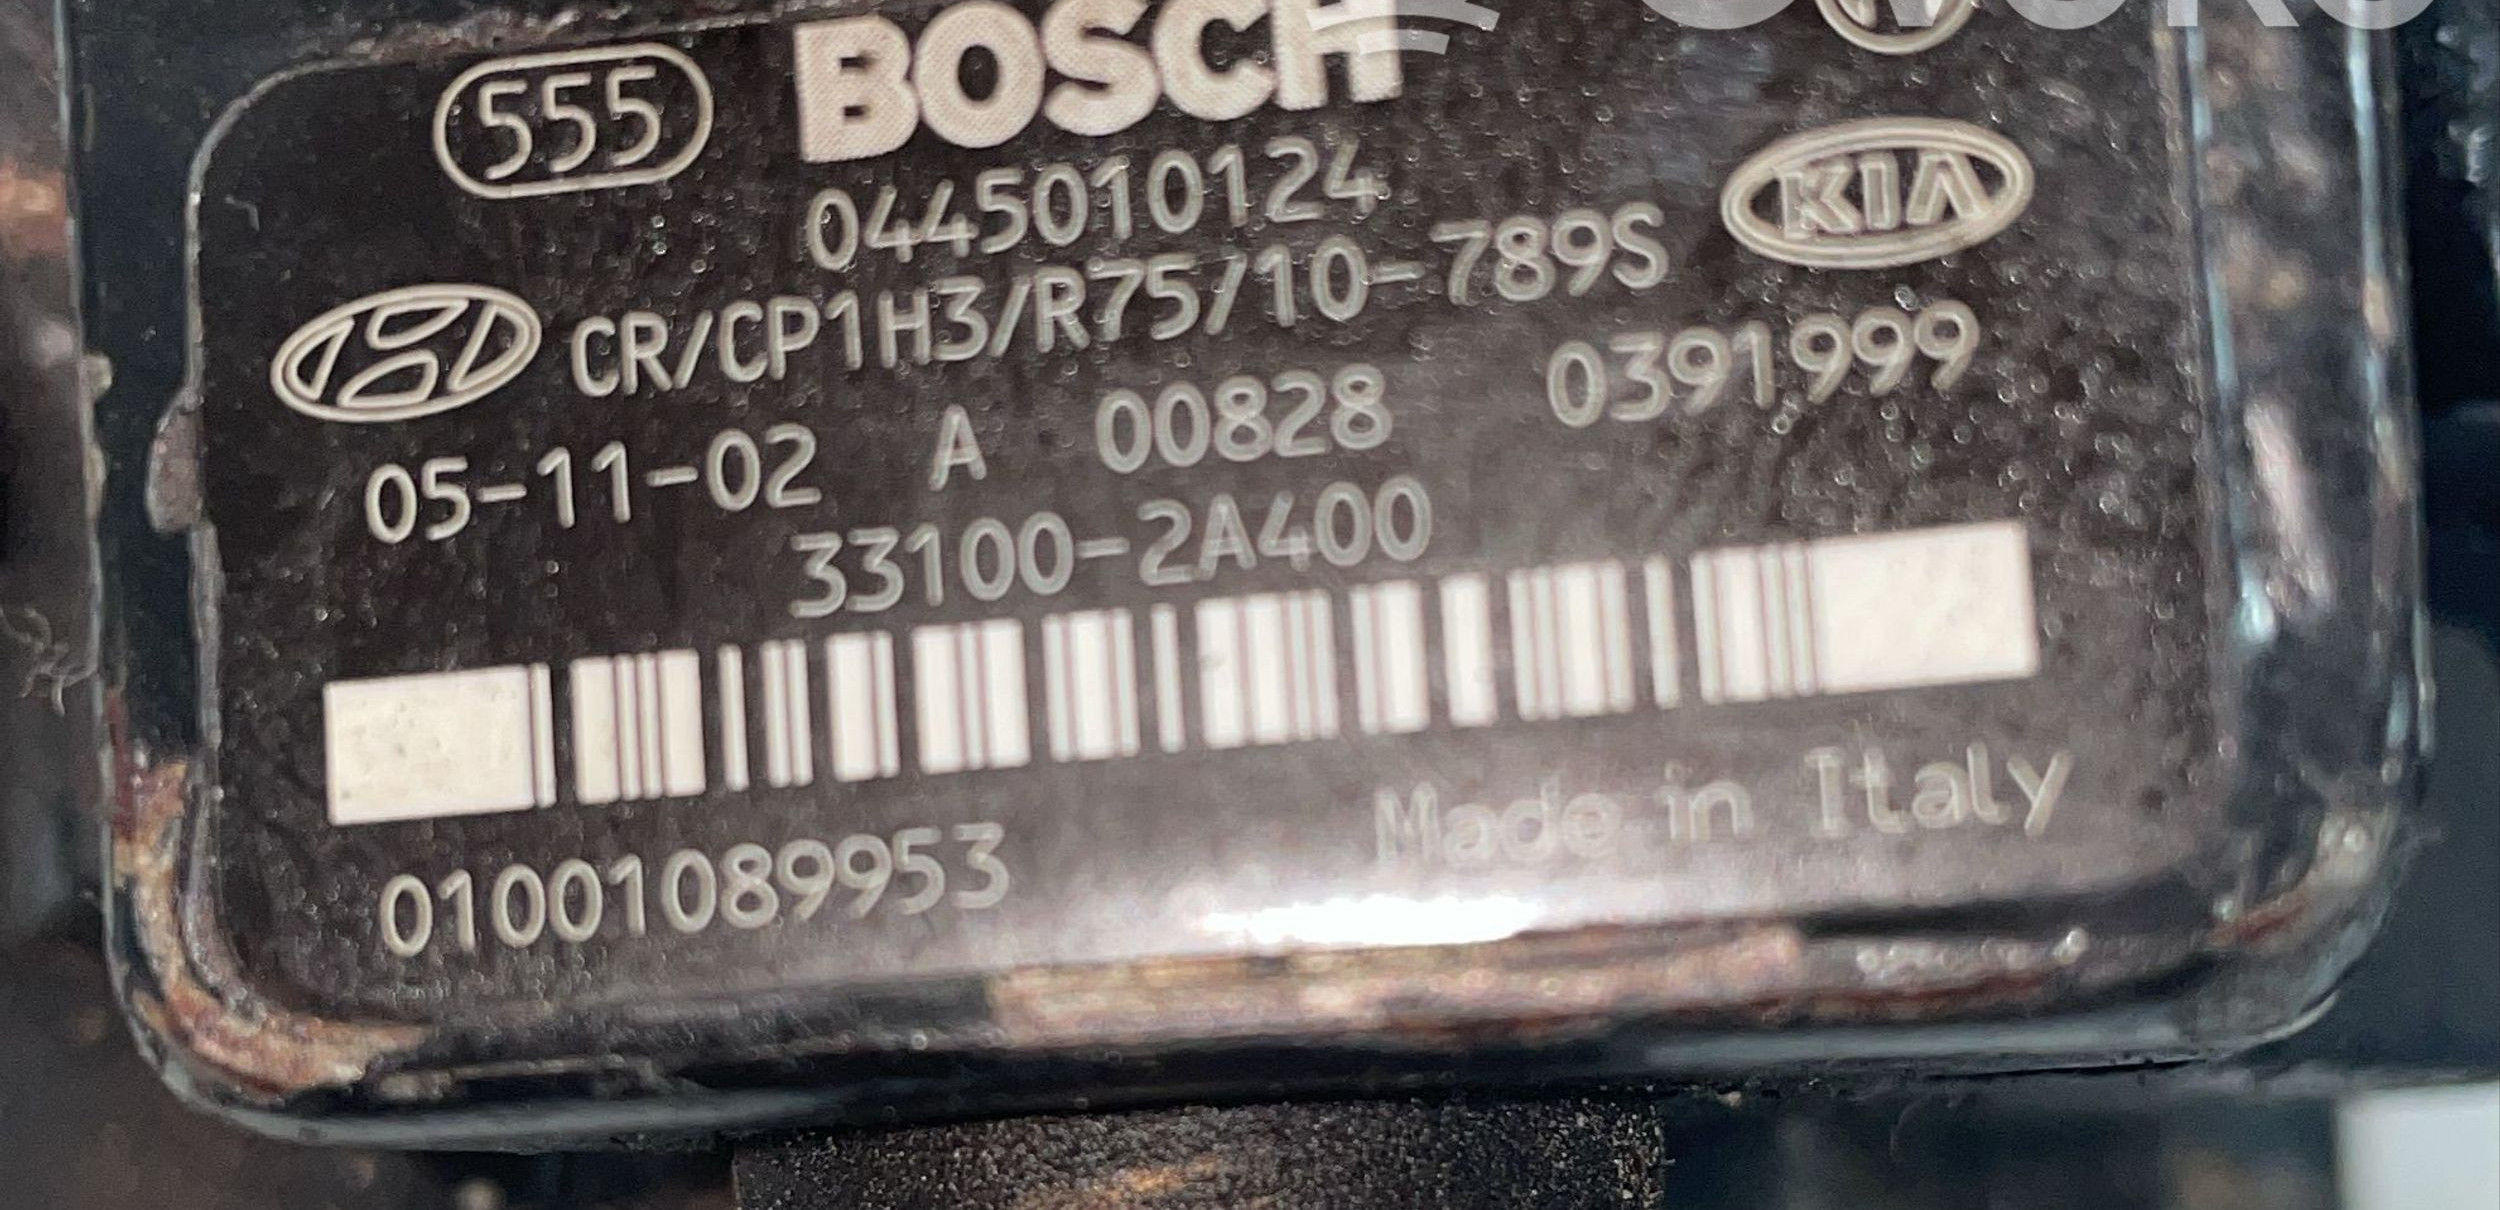 555 BOSCH
0445010124
KIA
CR/CP1H3/R75/10-789S
05-11-02 A 00828 0391999
33100-2A400
01001089953
Made in Italy